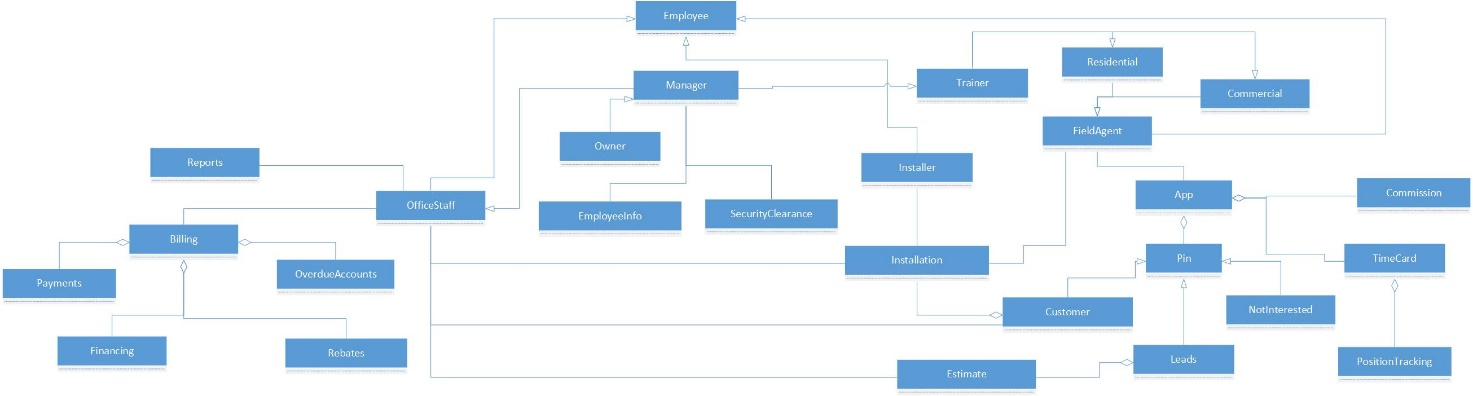 Employee
Residential
Manager
Trainer
Commercial
FieldAgent
Owner
Reports
Installer
Commission
App
OfficeStaff
EmployeeInfo
SecurityClearance
Billing
Installation
Pin
TimeCard
OverdueAccounts
Payments
Customer
NotInterested
Financing
Rebates
Leads
PositionTracking
Estimate